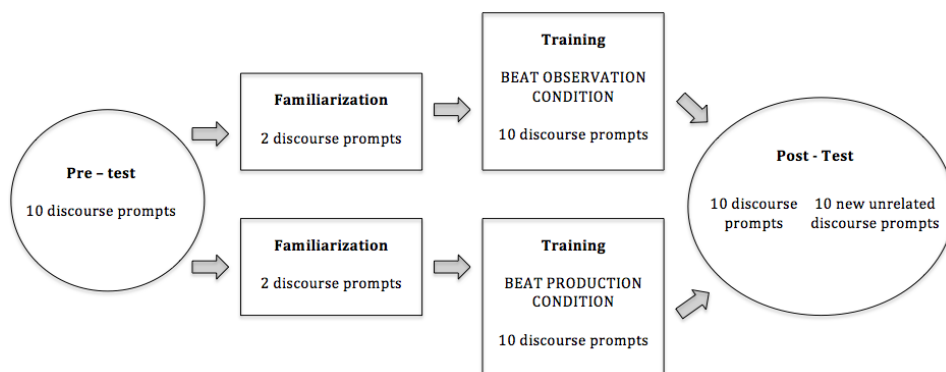 Pre – test
10 discourse prompts
Familiarization
2 discourse prompts
Training
BEAT OBSERVATION
CONDITION
10 discourse prompts
Familiarization
2 discourse prompts
Training
BEAT PRODUCTION
CONDITION
10 discourse prompts
Post - Test
10 discourse
prompts
10 new unrelated
discourse prompts